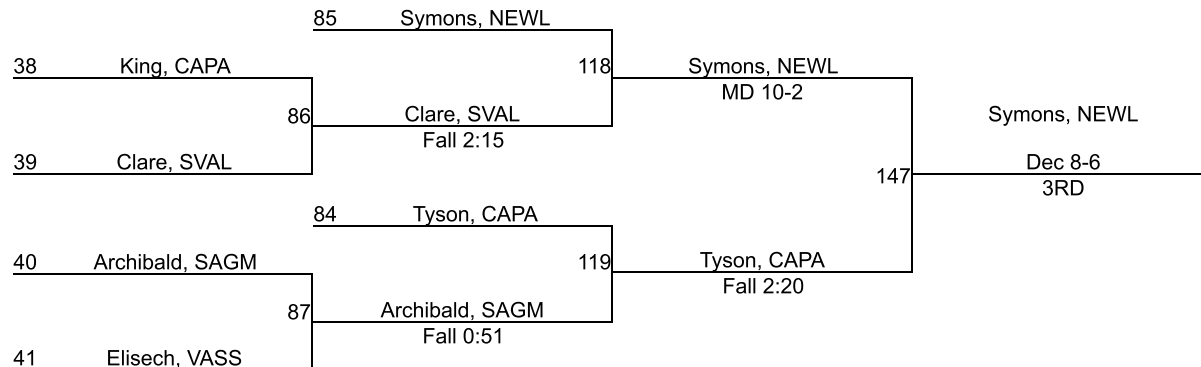 85 Symons, NEWL
38 King, CAPA
118 Symons, NEWL
MD 10-2
86 Clare, SVAL
Fall 2:15
Symons, NEWL
39 Clare, SVAL
Dec 8-6
147
3RD
84 Tyson, CAPA
40 Archibald, SAGM
119 Tyson, CAPA
Fall 2:20
87 Archibald, SAGM
Fall 0:51
41 Elisech, VASS